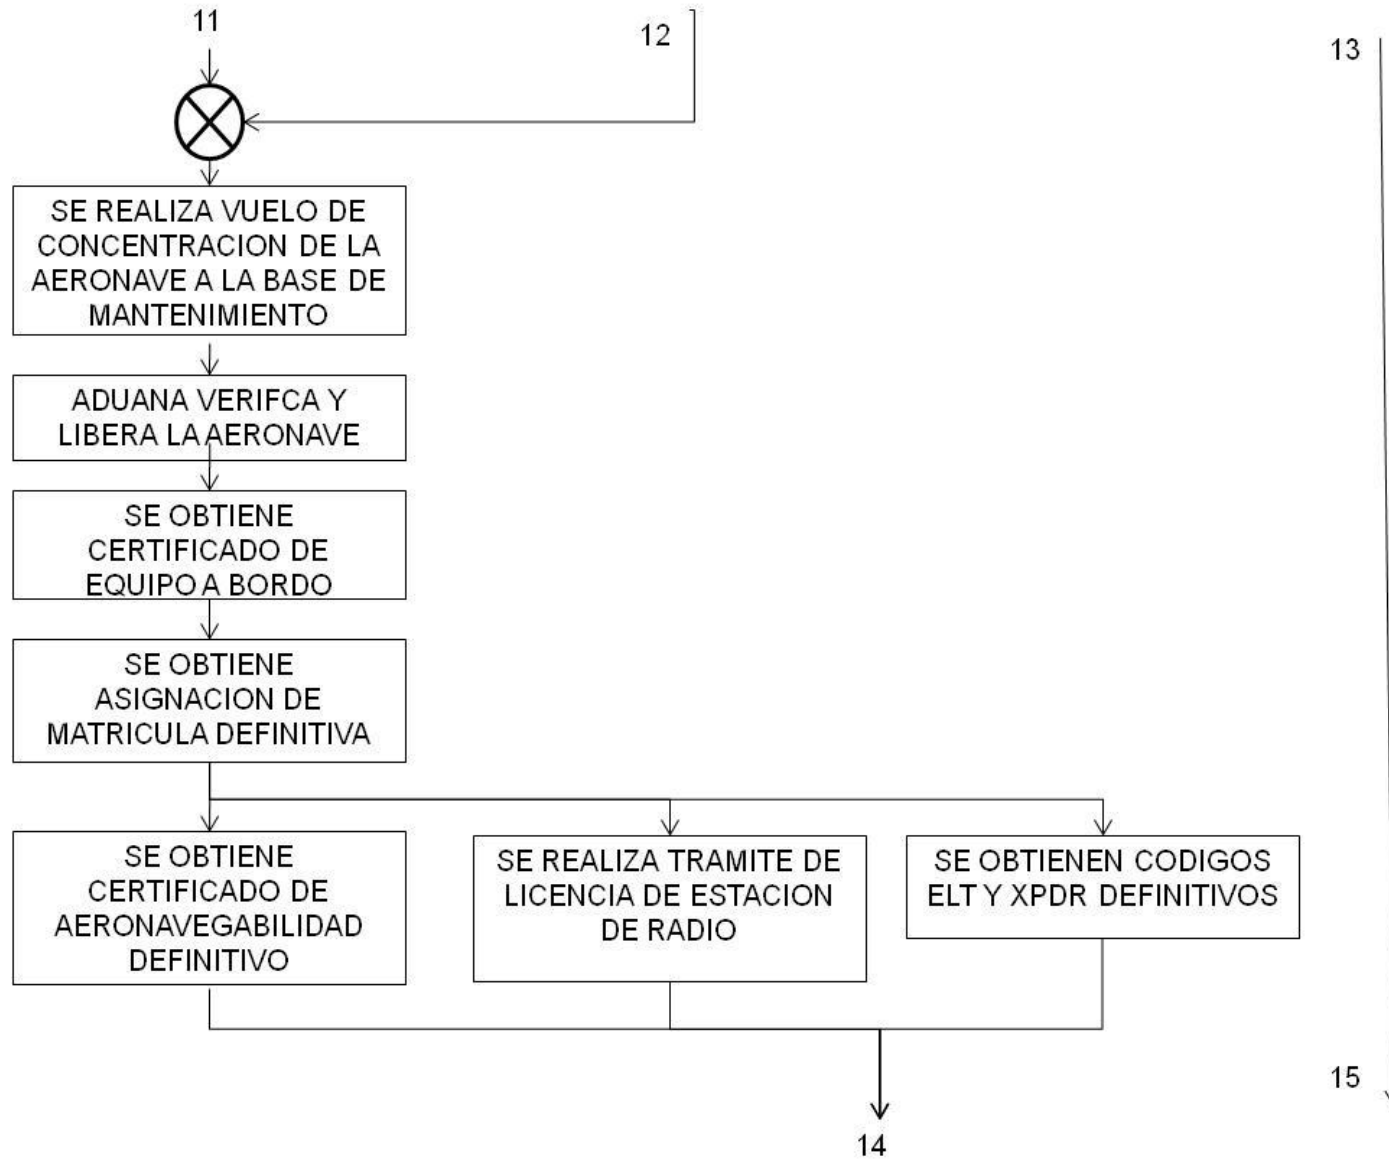 11
12
13
SE REALIZA VUELO DE
CONCENTRACION DE LA
AERONAVE A LA BASE DE
MANTENIMIENTO
ADUANA VERIFCA Y
LIBERA LA AERONAVE
SE OBTIENE
CERTIFICADO DE
EQUIPO A BORDO
SE OBTIENE
ASIGNACION DE
MATRICULA DEFINITIVA
SE OBTIENE
CERTIFICADO DE
AERONAVEGABILIDAD
DEFINITIVO
SE REALIZA TRAMITE DE
LICENCIA DE ESTACION
DE RADIO
SE OBTIENEN CODIGOS
ELT Y XPDR DEFINITIVOS
15
14